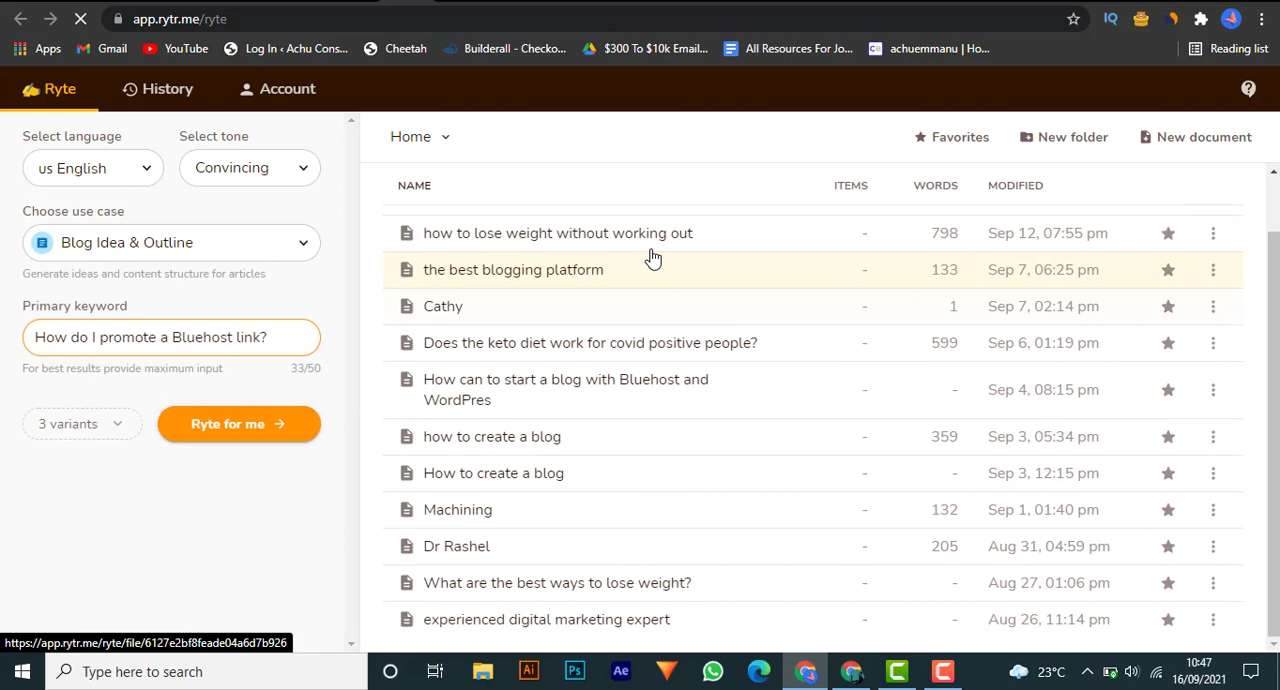 app.rytr.me/ryte
Apps Gmail YouTube Log In ‹ Achu Cons... Cheetah Builderall - Checko... $300 To $10k Email... All Resources For Jo... achuemmanu | Ho... Reading list
Ryte History Account
Select language Select tone
us English Convincing
Choose use case
Blog Idea & Outline
Generate ideas and content structure for articles
Primary keyword
How do I promote a Bluehost link?
For best results provide maximum input 33/50
3 variants Ryte for me →
Home Favorites New folder New document
NAME ITEMS WORDS MODIFIED
how to lose weight without working out - 798 Sep 12, 07:55 pm
the best blogging platform - 133 Sep 7, 06:25 pm
Cathy - 1 Sep 7, 02:14 pm
Does the keto diet work for covid positive people? - 599 Sep 6, 01:19 pm
How can to start a blog with Bluehost and
WordPres - - Sep 4, 08:15 pm
how to create a blog - 359 Sep 3, 05:34 pm
How to create a blog - - Sep 3, 12:15 pm
Machining - 132 Sep 1, 01:40 pm
Dr Rashel - 205 Aug 31, 04:59 pm
What are the best ways to lose weight? - - Aug 27, 01:06 pm
experienced digital marketing expert - - Aug 26, 11:14 pm
https://app.rytr.me/ryte/file/6127e2bf8feade04a6d7b926
Type here to search
Ai Ps Ae
23°C
10:47
16/09/2021